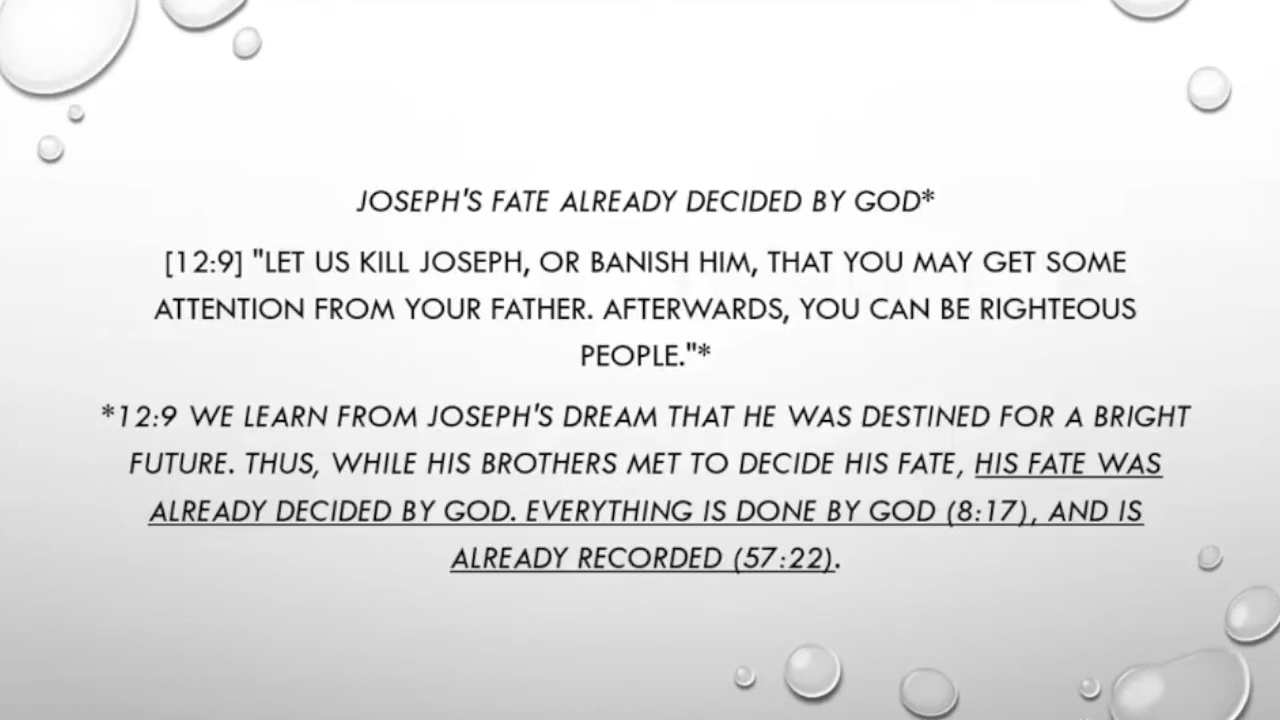 JOSEPH'S FATE ALREADY DECIDED BY GOD*
[12:9] "LET US KILL JOSEPH, OR BANISH HIM, THAT YOU MAY GET SOME
ATTENTION FROM YOUR FATHER. AFTERWARDS, YOU CAN BE RIGHTEOUS
PEOPLE."*
*12:9 WE LEARN FROM JOSEPH'S DREAM THAT HE WAS DESTINED FOR A BRIGHT
FUTURE. THUS, WHILE HIS BROTHERS MET TO DECIDE HIS FATE, HIS FATE WAS
ALREADY DECIDED BY GOD. EVERYTHING IS DONE BY GOD (8:17), AND IS
ALREADY RECORDED (57:22).